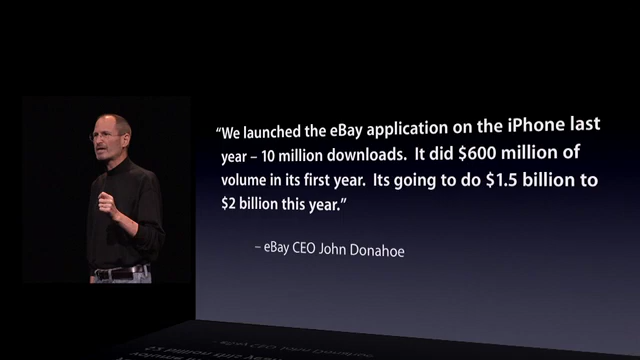 “We launched the eBay application on the iPhone last
year – 10 million downloads.  It did $600 million of
volume in its first year.  Its going to do $1.5 billion to
$2 billion this year.”
– eBay CEO John Donahoe